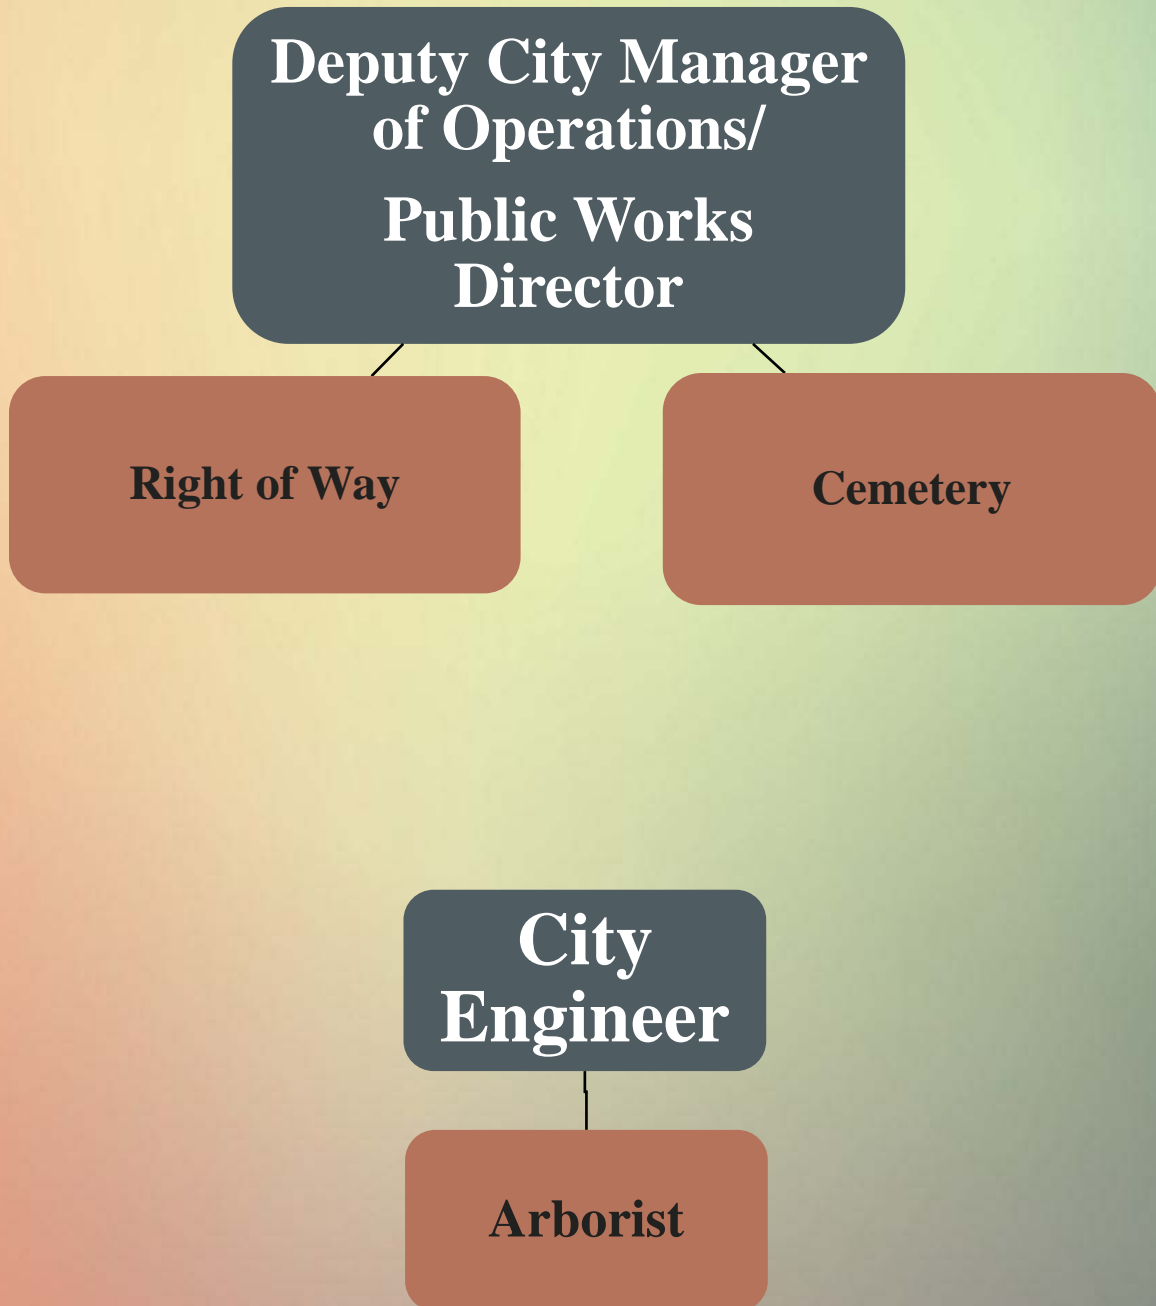 Deputy City Manager
of Operations/
Public Works
Director
Right of Way
Cemetery
City
Engineer
Arborist